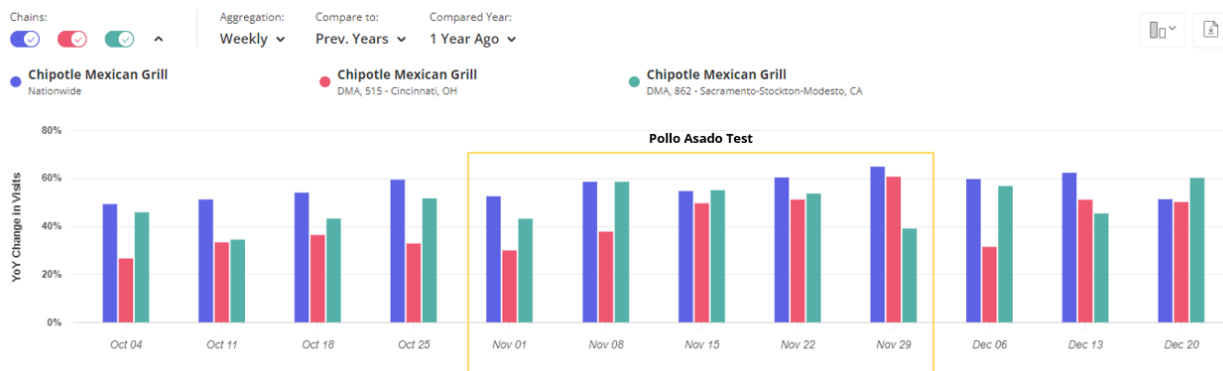 Chains:
Aggregation: Compare to: Compared Year:
Weekly Prev. Years 1 Year Ago
Chipotle Mexican Grill
Nationwide
Chipotle Mexican Grill
DMA, 515 - Cincinnati, OH
Chipotle Mexican Grill
DMA, 862 - Sacramento-Stockton-Modesto, CA
Pollo Asado Test
YoY Change in Visits
80%
60%
40%
20%
0%
Oct 04 Oct 11 Oct 18 Oct 25 Nov 01 Nov 08 Nov 15 Nov 22 Nov 29 Dec 06 Dec 13 Dec 20